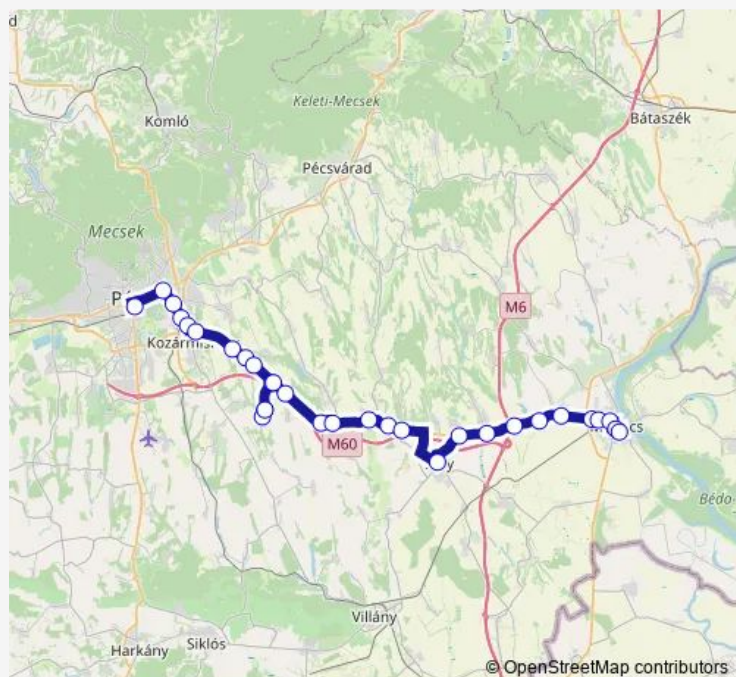 Komló
Keleti-Mecsek
Bátaszék
Pécsvárad
Mecsek
M6
M60
Villány
Siklós
Harkány
© OpenStreetMap contributors